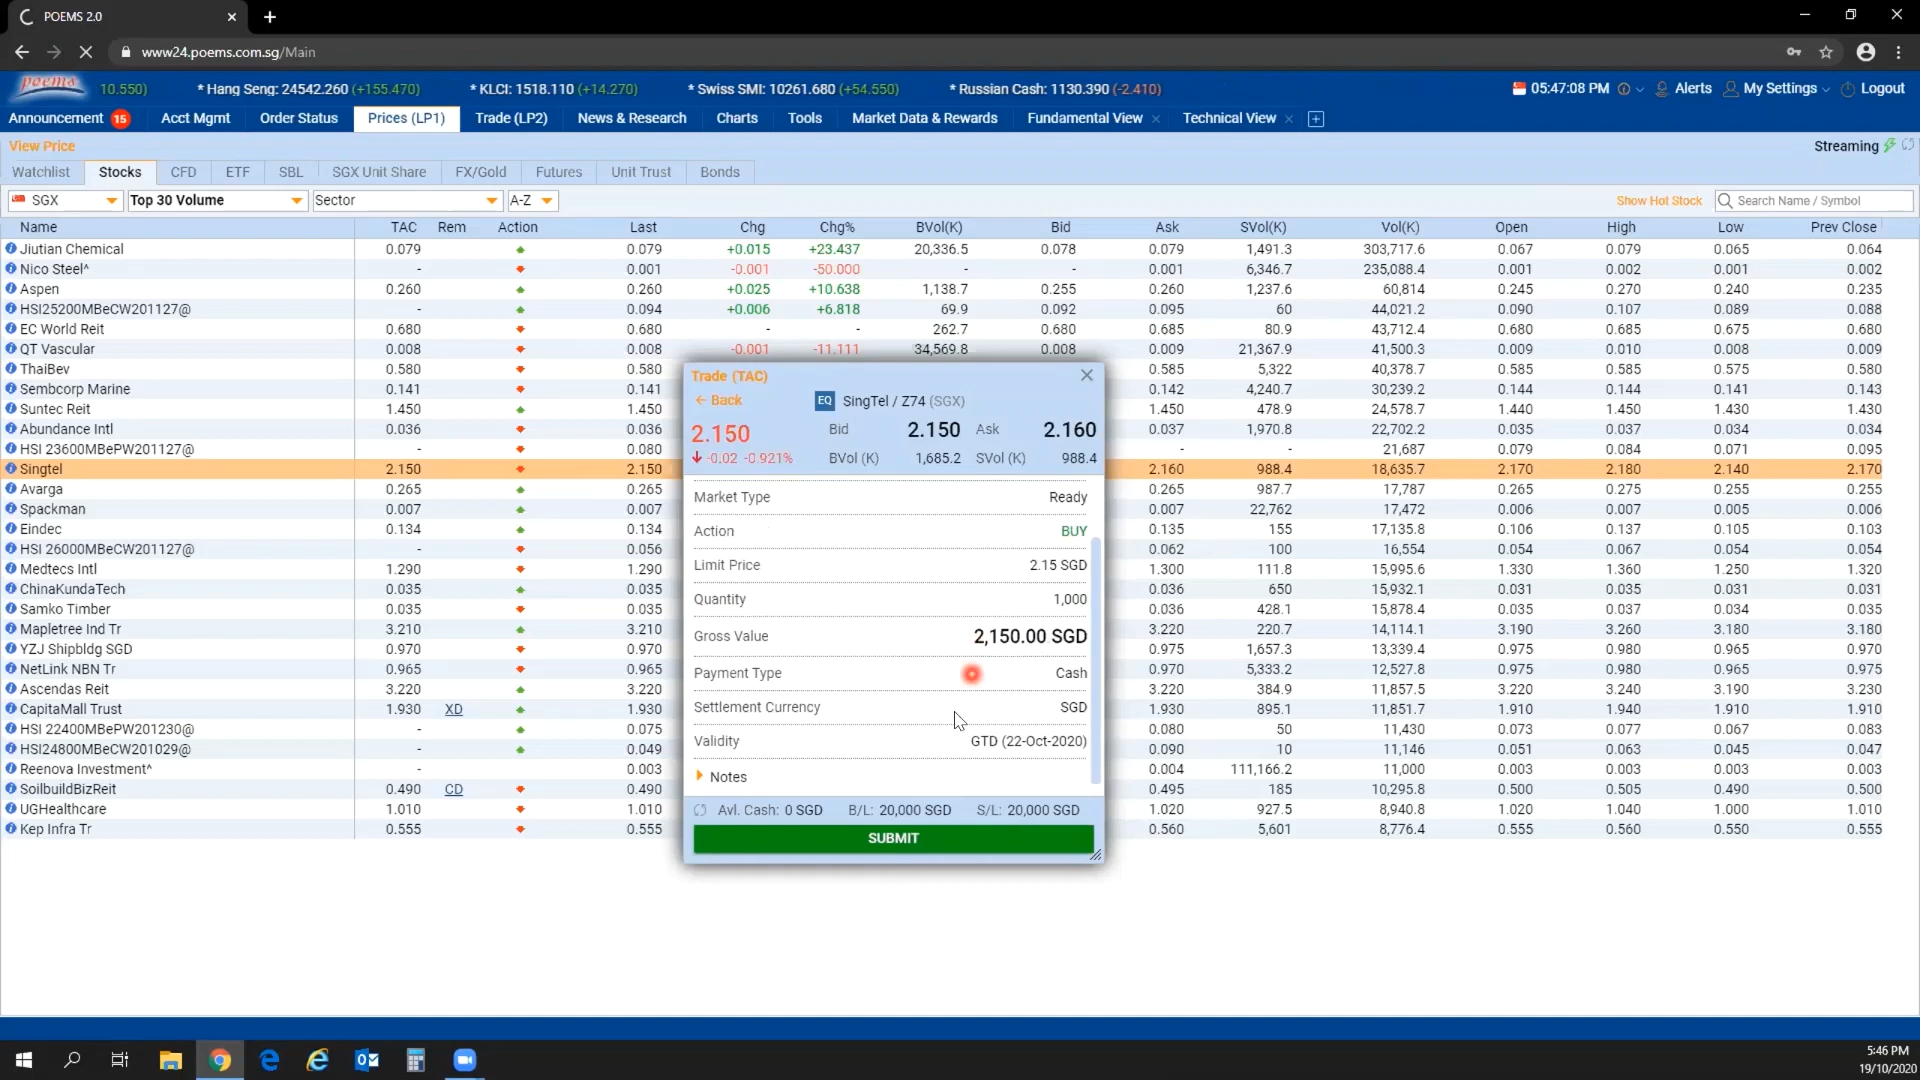 POEMS 2.0
www24.poems.com.sg/Main
poems 10.550) * Hang Seng: 24542.260 (+155.470) * KLCI: 1518.110 (+14.270) * Swiss SMI: 10261.680 (+54.550) * Russian Cash: 1130.390 (-2.410) 05:47:08 PM Alerts My Settings Logout
Announcement 15 Acct Mgmt Order Status Prices (LP1) Trade (LP2) News & Research Charts Tools Market Data & Rewards Fundamental View × Technical View ×
View Price Streaming
Watchlist Stocks CFD ETF SBL SGX Unit Share FX/Gold Futures Unit Trust Bonds
SGX Top 30 Volume Sector A-Z Show Hot Stock Search Name / Symbol
Name TAC Rem Action Last Chg Chg% BVol(K) Bid Ask SVol(K) Vol(K) Open High Low Prev Close
Jiutian Chemical 0.079 0.079 +0.015 +23.437 20,336.5 0.078 0.079 1,491.3 303,717.6 0.067 0.079 0.065 0.064
Nico Steel^ - 0.001 -0.001 -50.000 - - 0.001 6,346.7 235,088.4 0.001 0.002 0.001 0.002
Aspen 0.260 0.260 +0.025 +10.638 1,138.7 0.255 0.260 1,237.6 60,814 0.245 0.270 0.240 0.235
HSI25200MBeCW201127@ - 0.094 +0.006 +6.818 69.9 0.092 0.095 60 44,021.2 0.090 0.107 0.089 0.088
EC World Reit 0.680 0.680 - - 262.7 0.680 0.685 80.9 43,712.4 0.680 0.685 0.675 0.680
QT Vascular 0.008 0.008 -0.001 -11.111 34,569.8 0.008 0.009 21,367.9 41,500.3 0.009 0.010 0.008 0.009
ThaiBev 0.580 0.580 0.585 5,322 40,378.7 0.585 0.585 0.575 0.580
Sembcorp Marine 0.141 0.141 0.142 4,240.7 30,239.2 0.144 0.144 0.141 0.143
Suntec Reit 1.450 1.450 1.450 478.9 24,578.7 1.440 1.450 1.430 1.430
Abundance Intl 0.036 0.036 0.037 1,970.8 22,702.2 0.035 0.037 0.034 0.034
HSI 23600MBePW201127@ - 0.080 - - 21,687 0.079 0.084 0.071 0.095
Singtel 2.150 2.150 2.160 988.4 18,635.7 2.170 2.180 2.140 2.170
Avarga 0.265 0.265 0.265 987.7 17,787 0.265 0.275 0.255 0.255
Spackman 0.007 0.007 0.007 22,762 17,472 0.006 0.007 0.005 0.006
Eindec 0.134 0.134 0.135 155 17,135.8 0.106 0.137 0.105 0.103
HSI 26000MBeCW201127@ - 0.056 0.062 100 16,554 0.054 0.067 0.054 0.054
Medtecs Intl 1.290 1.290 1.300 111.8 15,995.6 1.330 1.360 1.250 1.320
ChinaKundaTech 0.035 0.035 0.036 650 15,932.1 0.031 0.035 0.031 0.031
Samko Timber 0.035 0.035 0.036 428.1 15,878.4 0.035 0.037 0.034 0.035
Mapletree Ind Tr 3.210 3.210 3.220 220.7 14,114.1 3.190 3.260 3.180 3.180
YZJ Shipbldg SGD 0.970 0.970 0.975 1,657.3 13,339.4 0.975 0.980 0.965 0.970
NetLink NBN Tr 0.965 0.965 0.970 5,333.2 12,527.8 0.975 0.980 0.965 0.975
Ascendas Reit 3.220 3.220 3.220 384.9 11,857.5 3.220 3.240 3.190 3.230
CapitaMall Trust 1.930 XD 1.930 1.930 895.1 11,851.7 1.910 1.940 1.910 1.910
HSI 22400MBePW201230@ - 0.075 0.080 50 11,430 0.073 0.077 0.067 0.083
HSI24800MBeCW201029@ - 0.049 0.090 10 11,146 0.051 0.063 0.045 0.047
Reenova Investment^ - 0.003 0.004 111,166.2 11,000 0.003 0.003 0.003 0.003
SoilbuildBizReit 0.490 CD 0.490 0.495 185 10,295.8 0.500 0.505 0.490 0.500
UGHealthcare 1.010 1.010 1.020 927.5 8,940.8 1.020 1.040 1.000 1.010
Kep Infra Tr 0.555 0.555 0.560 5,601 8,776.4 0.555 0.560 0.550 0.555
Trade (TAC)
Back EQ SingTel / Z74 (SGX)
2.150 Bid 2.150 Ask 2.160
-0.02 -0.921% BVol (K) 1,685.2 SVol (K) 988.4
Market Type Ready
Action BUY
Limit Price 2.15 SGD
Quantity 1,000
Gross Value 2,150.00 SGD
Payment Type Cash
Settlement Currency SGD
Validity GTD (22-Oct-2020)
Notes
Avl. Cash: 0 SGD B/L: 20,000 SGD S/L: 20,000 SGD
SUBMIT
5:46 PM
19/10/2020